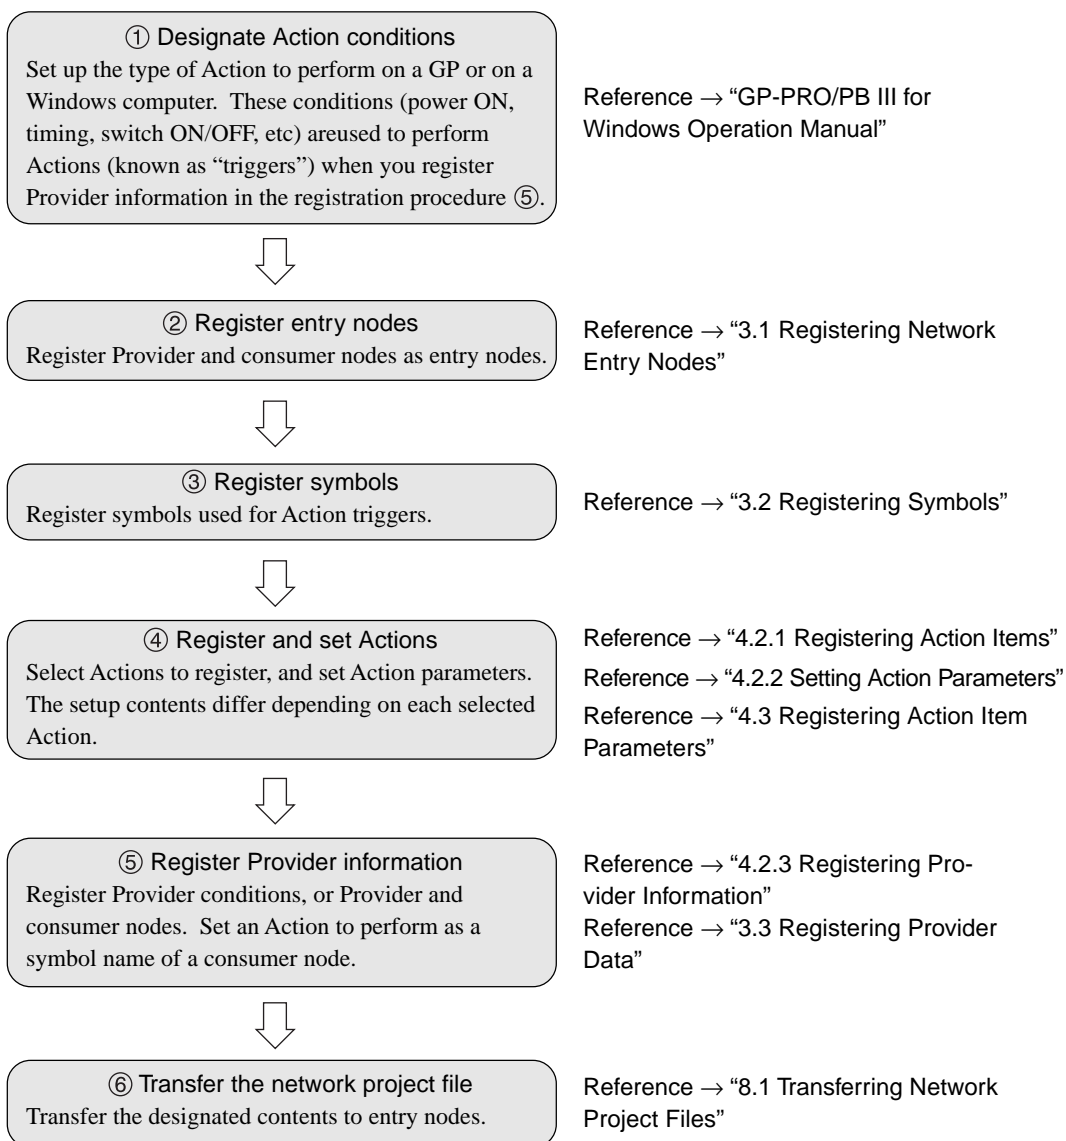 ① Designate Action conditions
Set up the type of Action to perform on a GP or on a
Windows computer.  These conditions (power ON,
timing, switch ON/OFF, etc) areused to perform
Actions (known as “triggers”) when you register
Provider information in the registration procedure ⑤.
Reference → “GP-PRO/PB III for
Windows Operation Manual”
② Register entry nodes
Register Provider and consumer nodes as entry nodes.
Reference → “3.1 Registering Network
Entry Nodes”
③ Register symbols
Register symbols used for Action triggers.
Reference → “3.2 Registering Symbols”
④ Register and set Actions
Select Actions to register, and set Action parameters.
The setup contents differ depending on each selected
Action.
Reference → “4.2.1 Registering Action Items”
Reference → “4.2.2 Setting Action Parameters”
Reference → “4.3 Registering Action Item
Parameters”
⑤ Register Provider information
Register Provider conditions, or Provider and
consumer nodes.  Set an Action to perform as a
symbol name of a consumer node.
Reference → “4.2.3 Registering Pro-
vider Information”
Reference → “3.3 Registering Provider
Data”
⑥ Transfer the network project file
Transfer the designated contents to entry nodes.
Reference → “8.1 Transferring Network
Project Files”